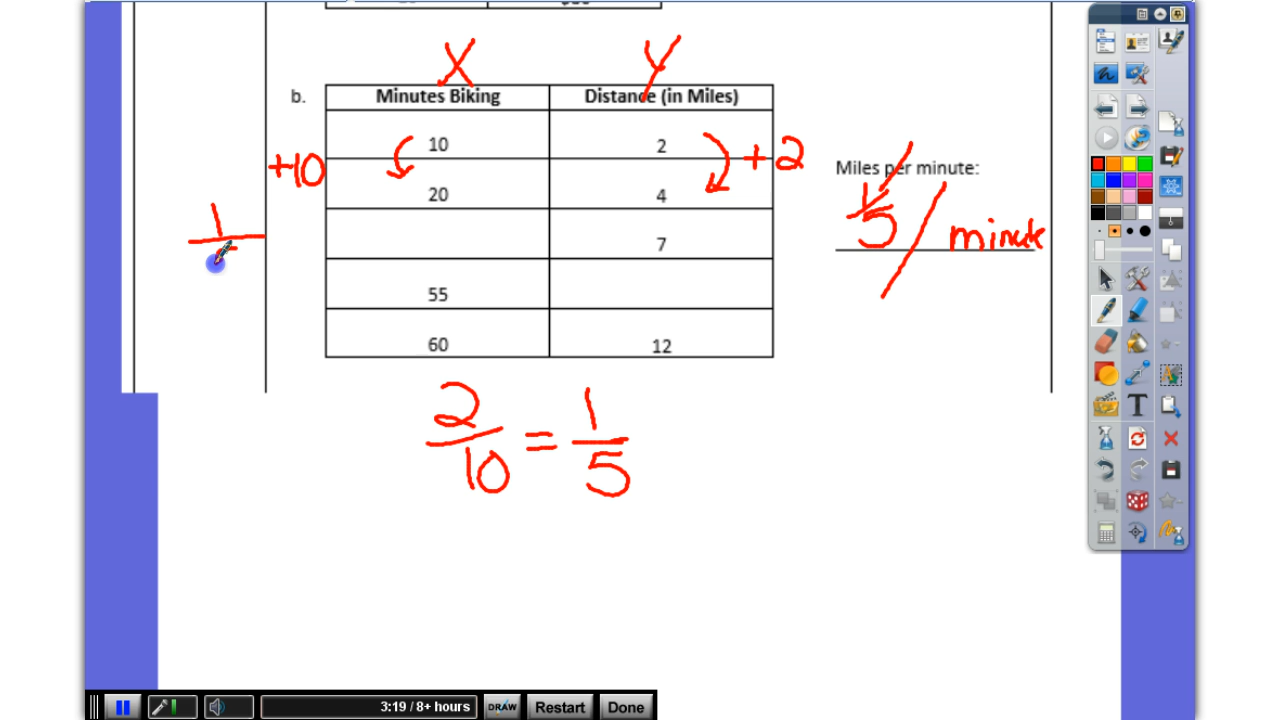 X Y
b. Minutes Biking Distance (in Miles)
10 2
+10 +2
Miles per minute:
20 4
1/5 / minute
1
7
55
60 12
2/10 = 1/5
3:19 / 8+ hours DRAW Restart Done
T